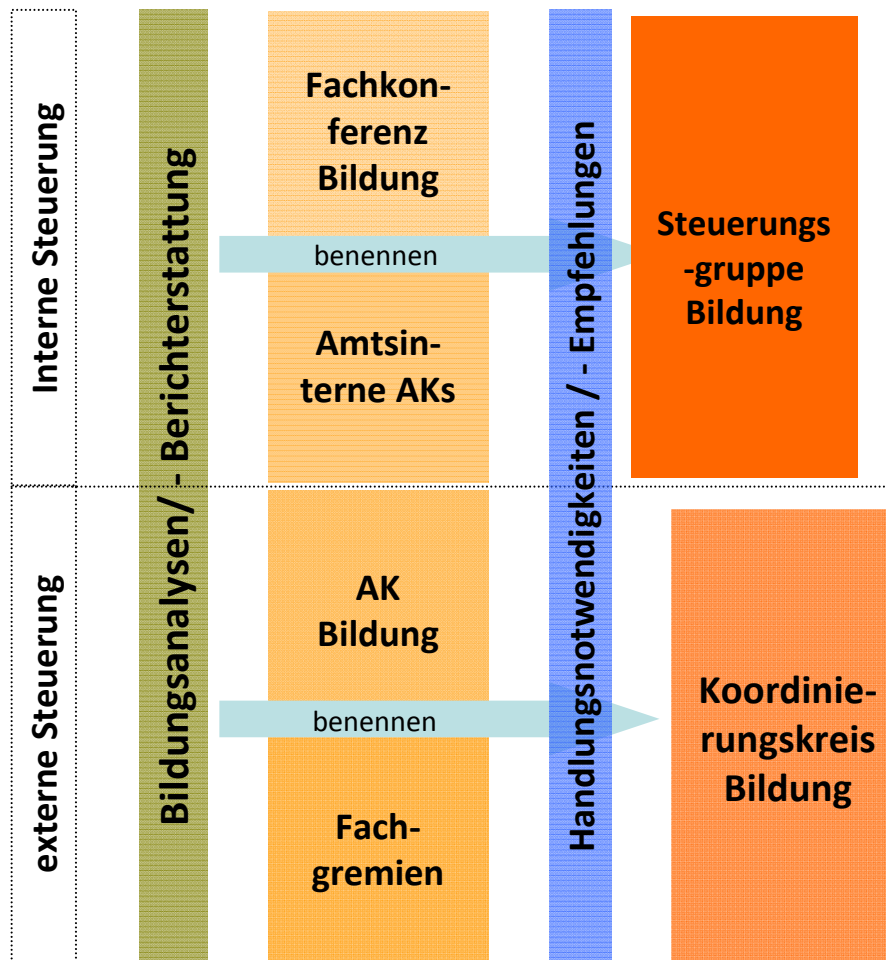 Interne Steuerung
externe Steuerung
Bildungsanalysen/ - Berichterstattung
Fachkon-
ferenz
Bildung
benennen
Amtsin-
terne AKs
AK
Bildung
benennen
Fach-
gremien
Handlungsnotwendigkeiten / - Empfehlungen
Steuerungs
-gruppe
Bildung
Koordinie-
rungskreis
Bildung